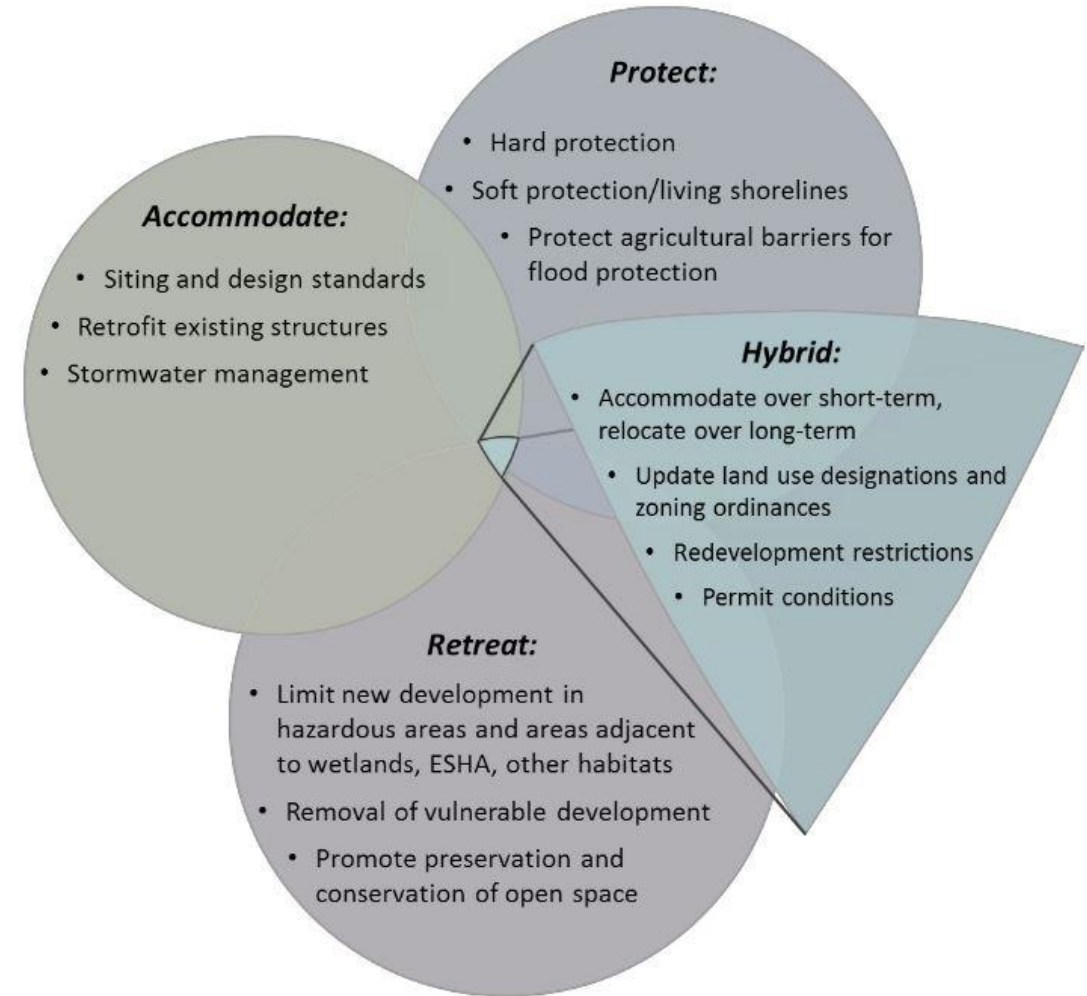 Protect:
• Hard protection
• Soft protection/living shorelines
• Protect agricultural barriers for
flood protection
Accommodate:
• Siting and design standards
• Retrofit existing structures
• Stormwater management
Hybrid:
• Accommodate over short-term,
relocate over long-term
• Update land use designations and
zoning ordinances
• Redevelopment restrictions
• Permit conditions
Retreat:
• Limit new development in
hazardous areas and areas adjacent
to wetlands, ESHA, other habitats
• Removal of vulnerable development
• Promote preservation and
conservation of open space